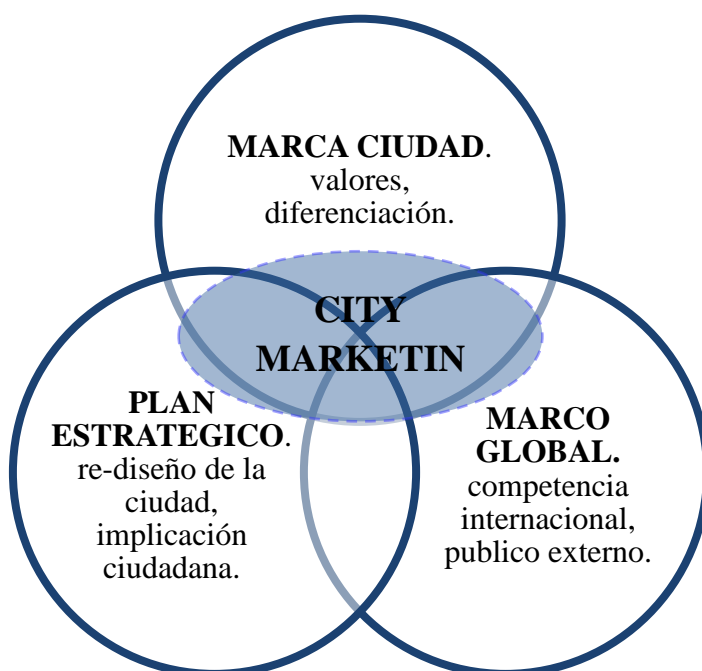 MARCA CIUDAD.
valores,
diferenciación.
CITY
MARKETIN
PLAN
ESTRATEGICO.
re-diseño de la
ciudad,
implicación
ciudadana.
MARCO
GLOBAL.
competencia
internacional,
publico externo.